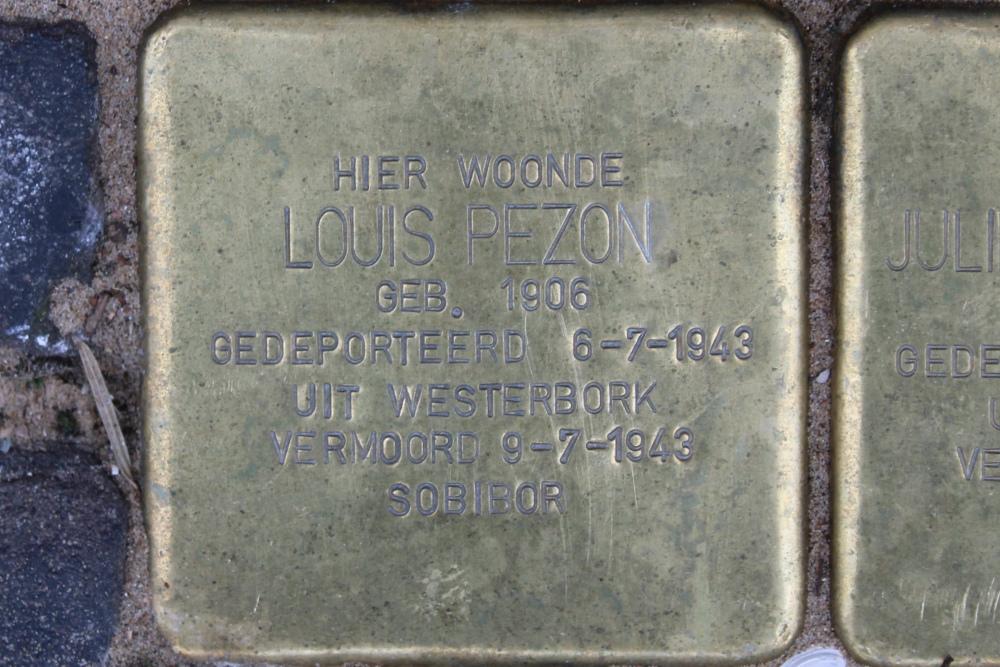 HIER WOONDE
LOUIS PEZON
GEB. 1906
GEDEPORTEERD 6-7-1943
UIT WESTERBORK
VERMOORD 9-7-1943
SOBIBOR